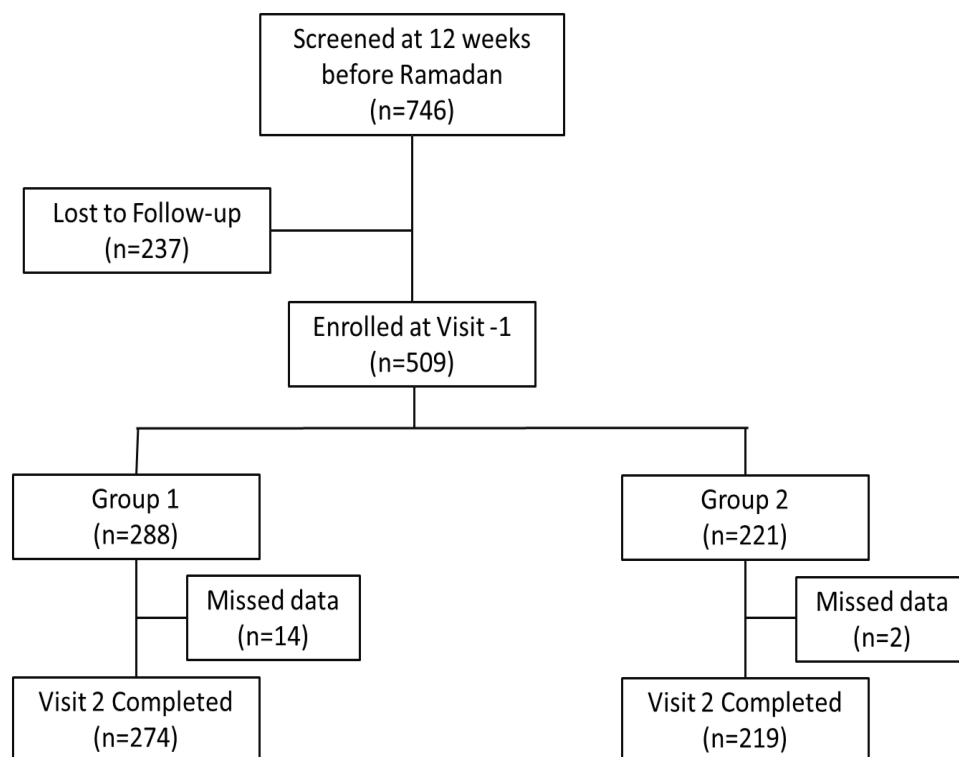 Screened at 12 weeks
before Ramadan
(n=746)
Lost to Follow-up
(n=237)
Enrolled at Visit -1
(n=509)
Group 1
(n=288)
Group 2
(n=221)
Missed data
(n=14)
Missed data
(n=2)
Visit 2 Completed
(n=274)
Visit 2 Completed
(n=219)